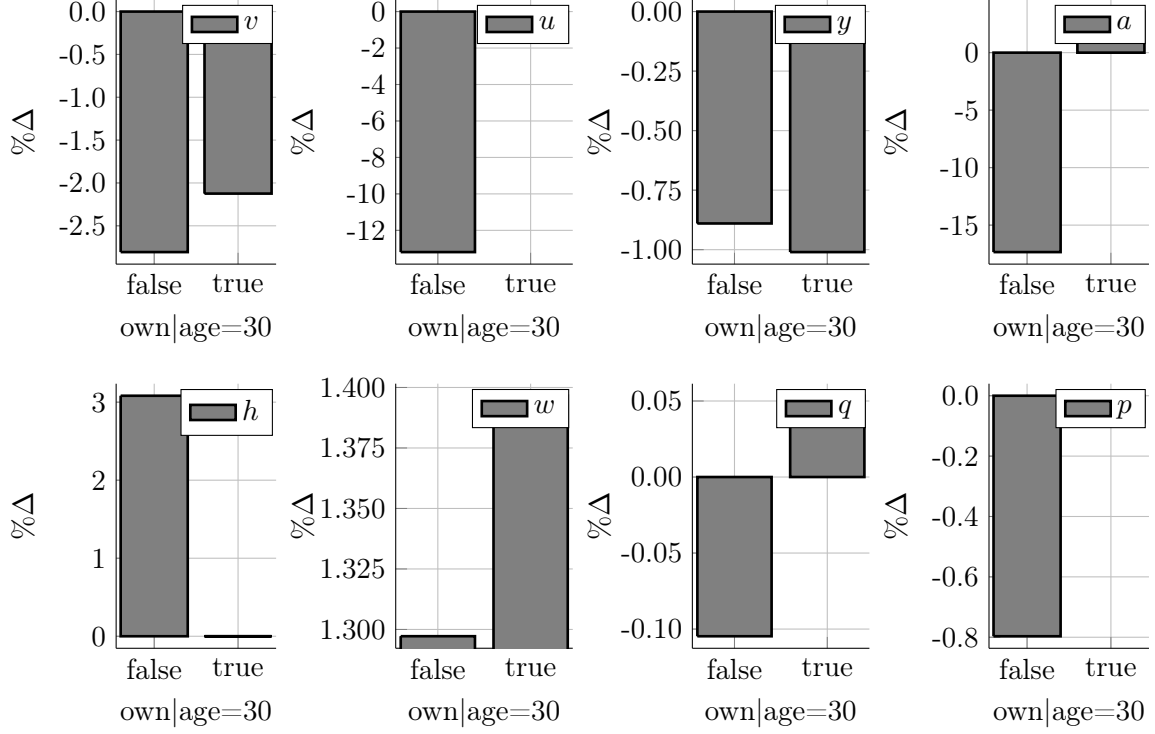 0.0
-0.5
-1.0
-1.5
-2.0
-2.5
%Δ
v
false true
own|age=30
0
-2
-4
-6
-8
-10
-12
%Δ
u
false true
own|age=30
0.00
-0.25
-0.50
-0.75
-1.00
%Δ
y
false true
own|age=30
0
-5
-10
-15
%Δ
a
false true
own|age=30
3
2
1
0
%Δ
h
false true
own|age=30
1.400
1.375
1.350
1.325
1.300
%Δ
w
false true
own|age=30
0.05
0.00
-0.05
-0.10
%Δ
q
false true
own|age=30
0.0
-0.2
-0.4
-0.6
-0.8
%Δ
p
false true
own|age=30